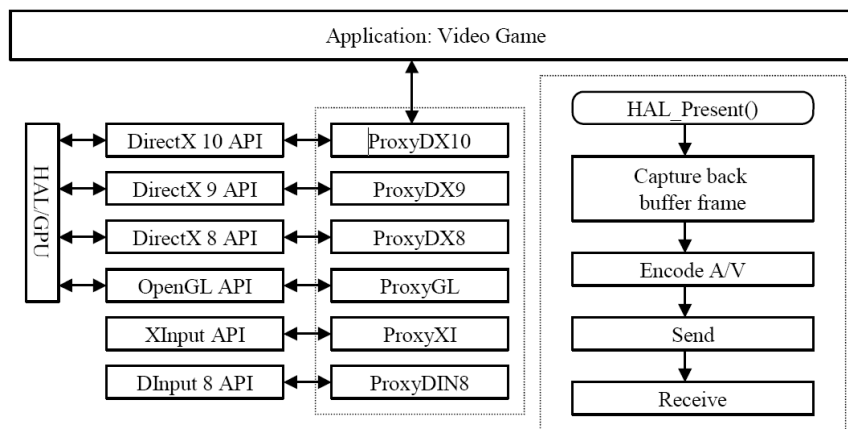 Application: Video Game
HAL/GPU
DirectX 10 API
ProxyDX10
DirectX 9 API
ProxyDX9
DirectX 8 API
ProxyDX8
OpenGL API
ProxyGL
XInput API
ProxyXI
DInput 8 API
ProxyDIN8
HAL_Present()
Capture back
buffer frame
Encode A/V
Send
Receive